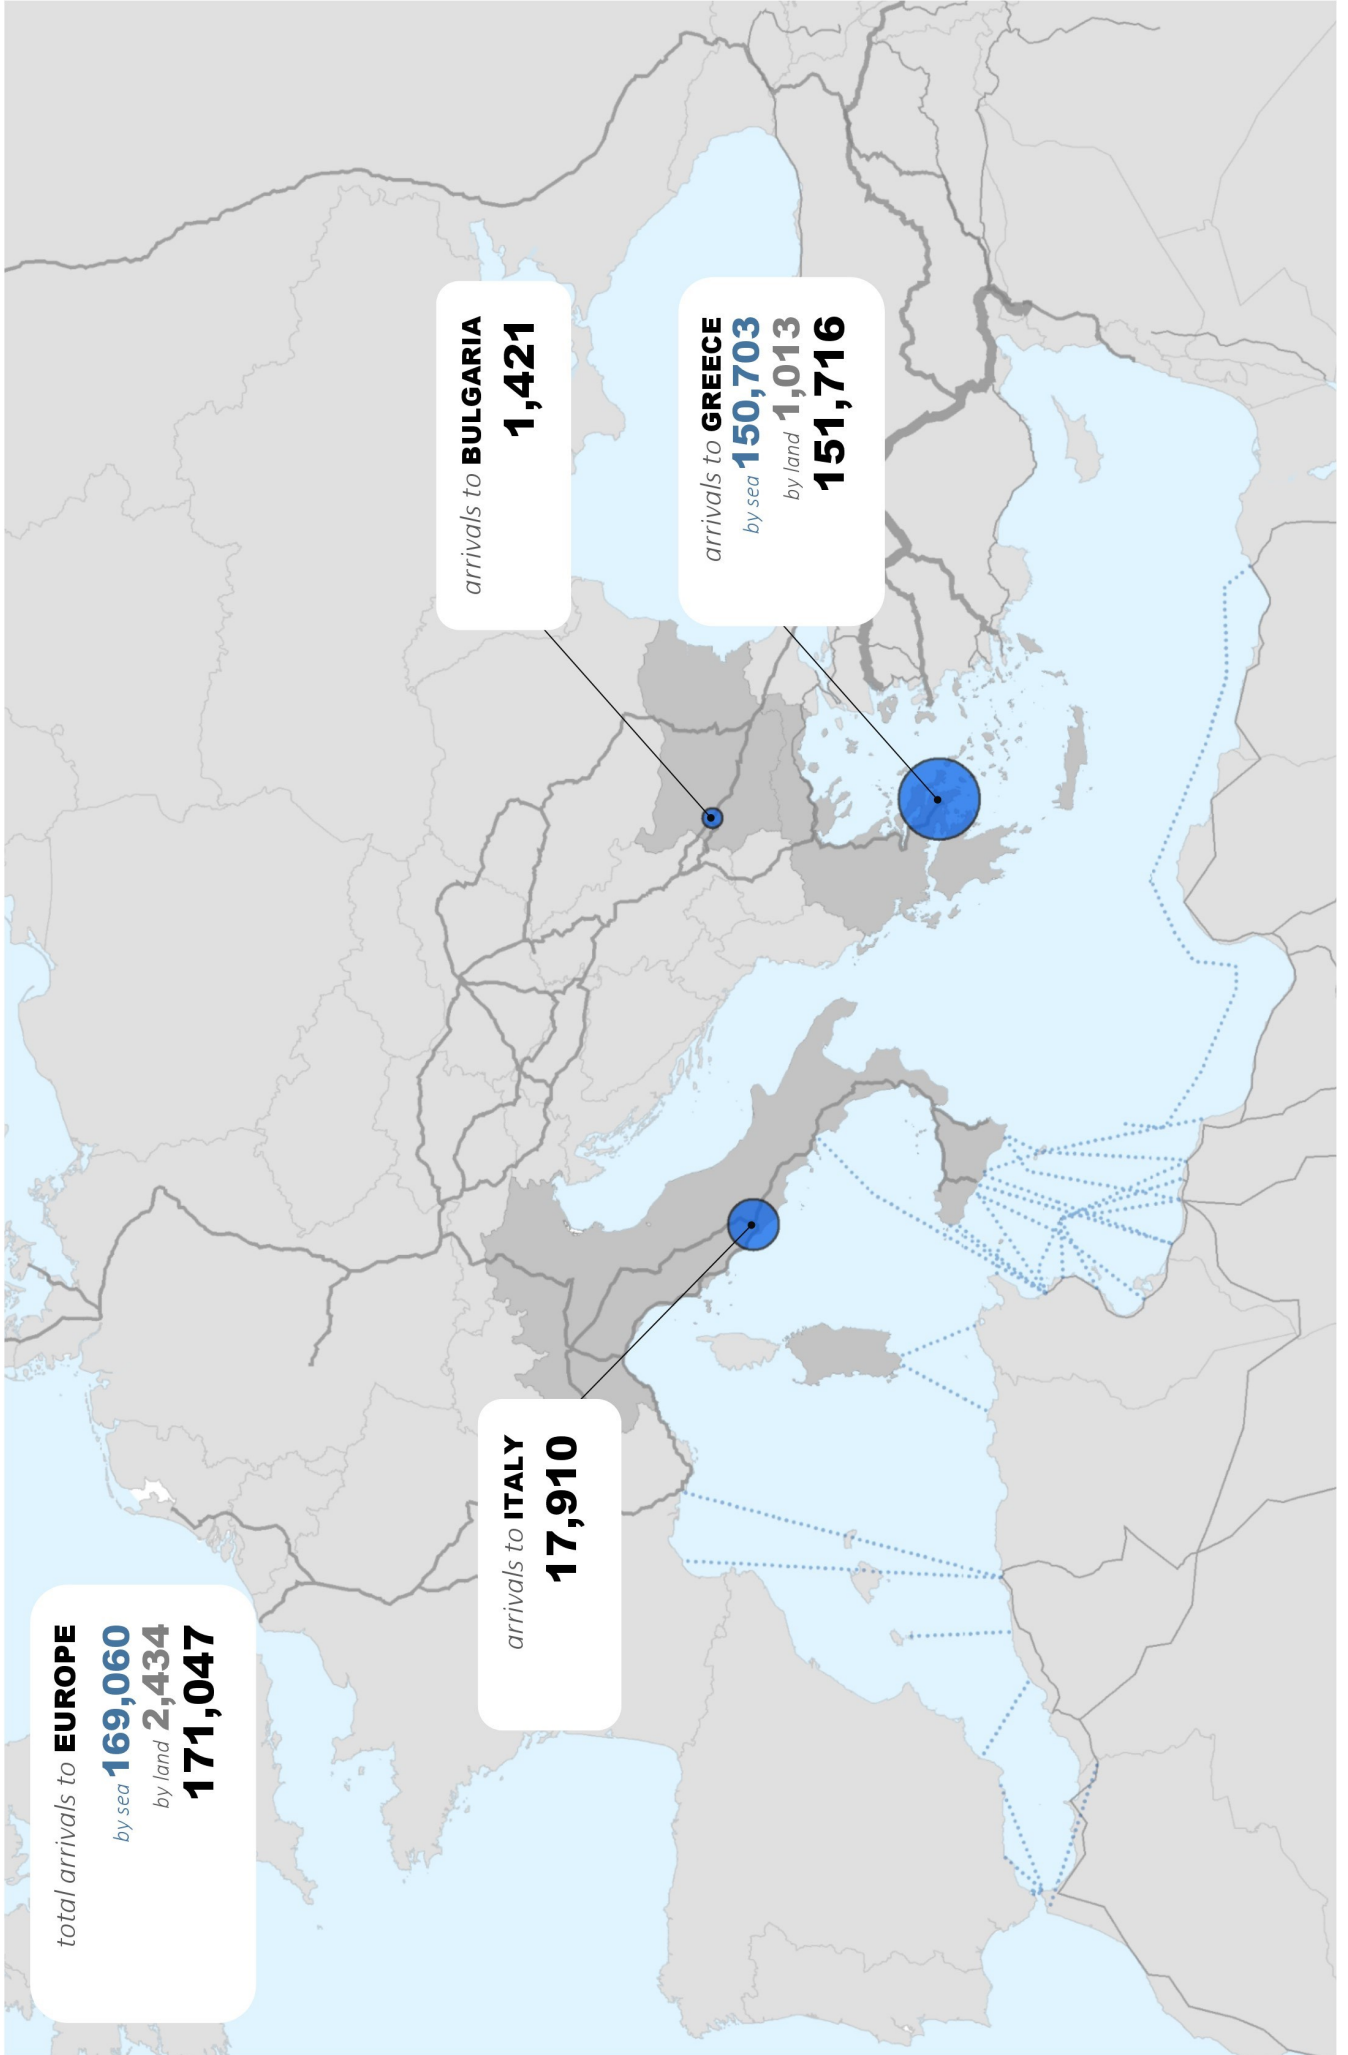 total arrivals to EUROPE
by sea 169,060
by land 2,434
171,047
arrivals to ITALY
17,910
arrivals to BULGARIA
1,421
arrivals to GREECE
by sea 150,703
by land 1,013
151,716